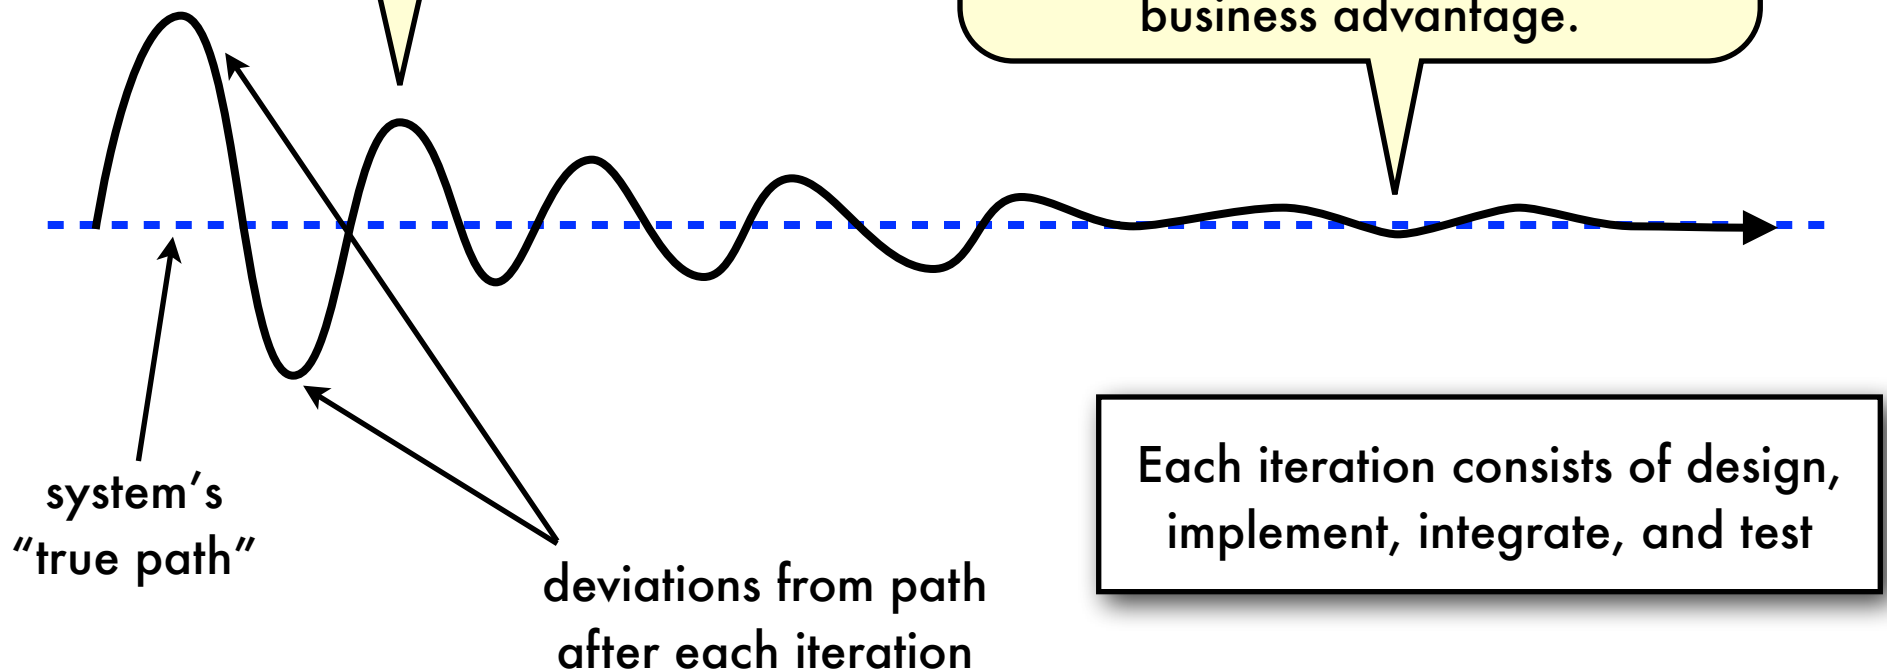 business advantage.
system's
"true path"
deviations from path
after each iteration
Each iteration consists of design,
implement, integrate, and test